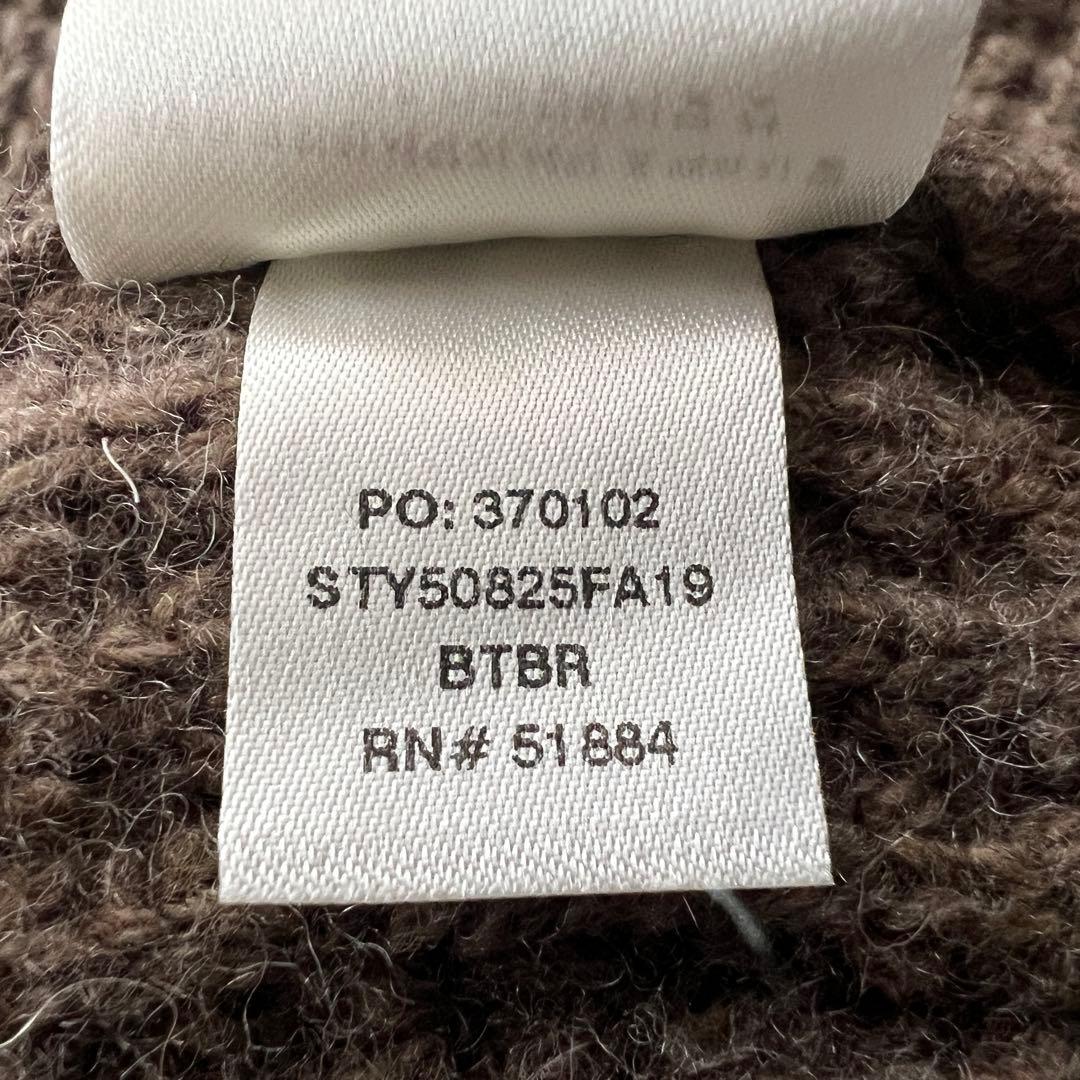 PO: 370102
STY50825FA19
BTBR
RN# 51884